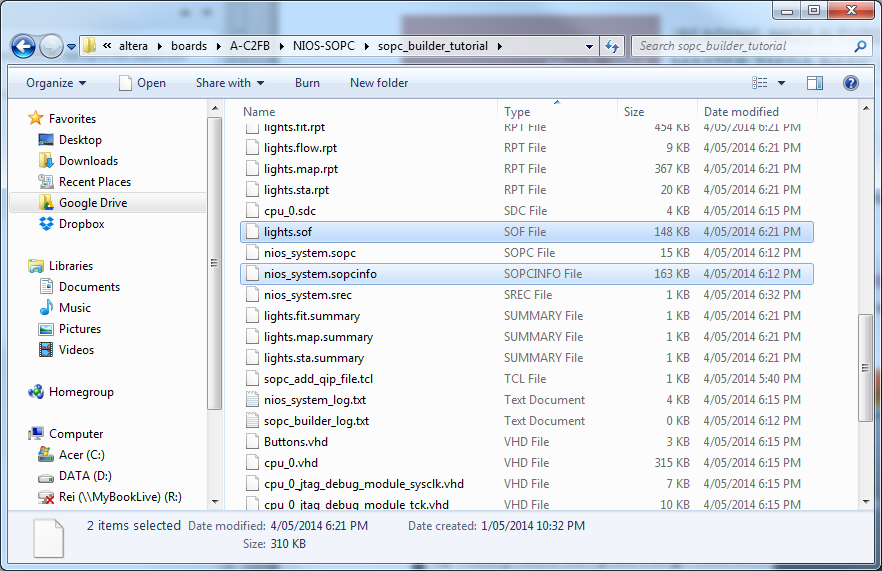 « altera ▸ boards ▸ A-C2FB ▸ NIOS-SOPC ▸ sopc_builder_tutorial ▸ Search sopc_builder_tutorial
Organize Open Share with Burn New folder
Favorites
Desktop
Downloads
Recent Places
Google Drive
Dropbox
Libraries
Documents
Music
Pictures
Videos
Homegroup
Computer
Acer (C:)
DATA (D:)
Rei (\\MyBookLive) (R:)
Name Type Size Date modified
lights.fit.rpt RPT File 454 KB 4/05/2014 6:21 PM
lights.flow.rpt RPT File 9 KB 4/05/2014 6:21 PM
lights.map.rpt RPT File 367 KB 4/05/2014 6:21 PM
lights.sta.rpt RPT File 20 KB 4/05/2014 6:21 PM
cpu_0.sdc SDC File 4 KB 4/05/2014 6:15 PM
lights.sof SOF File 148 KB 4/05/2014 6:21 PM
nios_system.sopc SOPC File 15 KB 4/05/2014 6:12 PM
nios_system.sopcinfo SOPCINFO File 163 KB 4/05/2014 6:12 PM
nios_system.srec SREC File 1 KB 4/05/2014 6:32 PM
lights.fit.summary SUMMARY File 1 KB 4/05/2014 6:21 PM
lights.map.summary SUMMARY File 1 KB 4/05/2014 6:21 PM
lights.sta.summary SUMMARY File 1 KB 4/05/2014 6:21 PM
sopc_add_qip_file.tcl TCL File 1 KB 4/05/2014 5:40 PM
nios_system_log.txt Text Document 4 KB 4/05/2014 6:15 PM
sopc_builder_log.txt Text Document 0 KB 4/05/2014 6:12 PM
Buttons.vhd VHD File 3 KB 4/05/2014 6:15 PM
cpu_0.vhd VHD File 315 KB 4/05/2014 6:15 PM
cpu_0_jtag_debug_module_sysclk.vhd VHD File 7 KB 4/05/2014 6:15 PM
cpu_0_jtag_debug_module_tck.vhd VHD File 10 KB 4/05/2014 6:15 PM
2 items selected Date modified: 4/05/2014 6:21 PM Date created: 1/05/2014 10:32 PM
Size: 310 KB